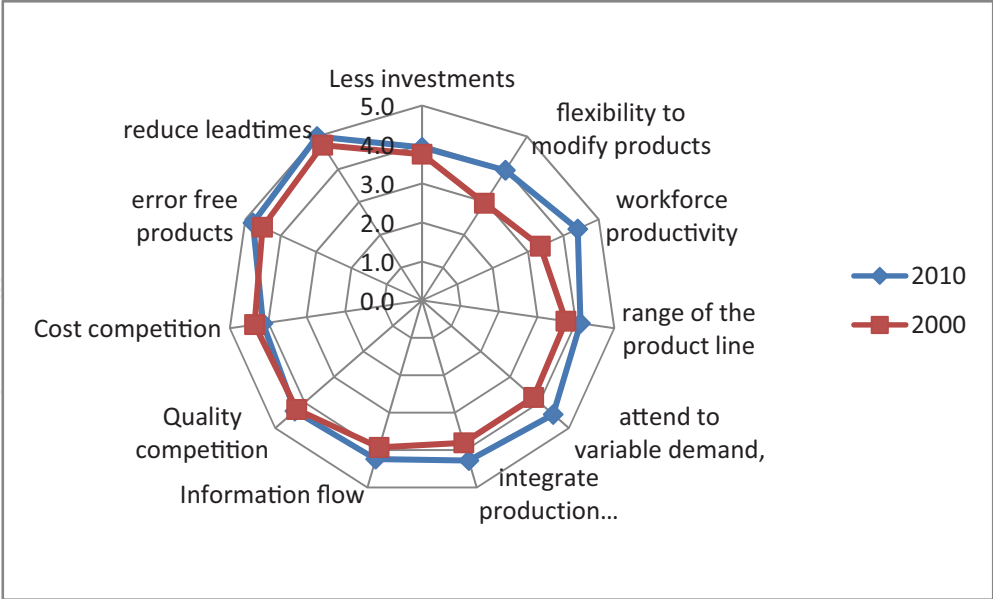 Less investments
flexibility to
modify products
workforce
productivity
range of the
product line
attend to
variable demand,
integrate
production…
Information flow
Quality
competition
Cost competition
error free
products
reduce leadtimes
5.0
4.0
3.0
2.0
1.0
0.0
2010
2000